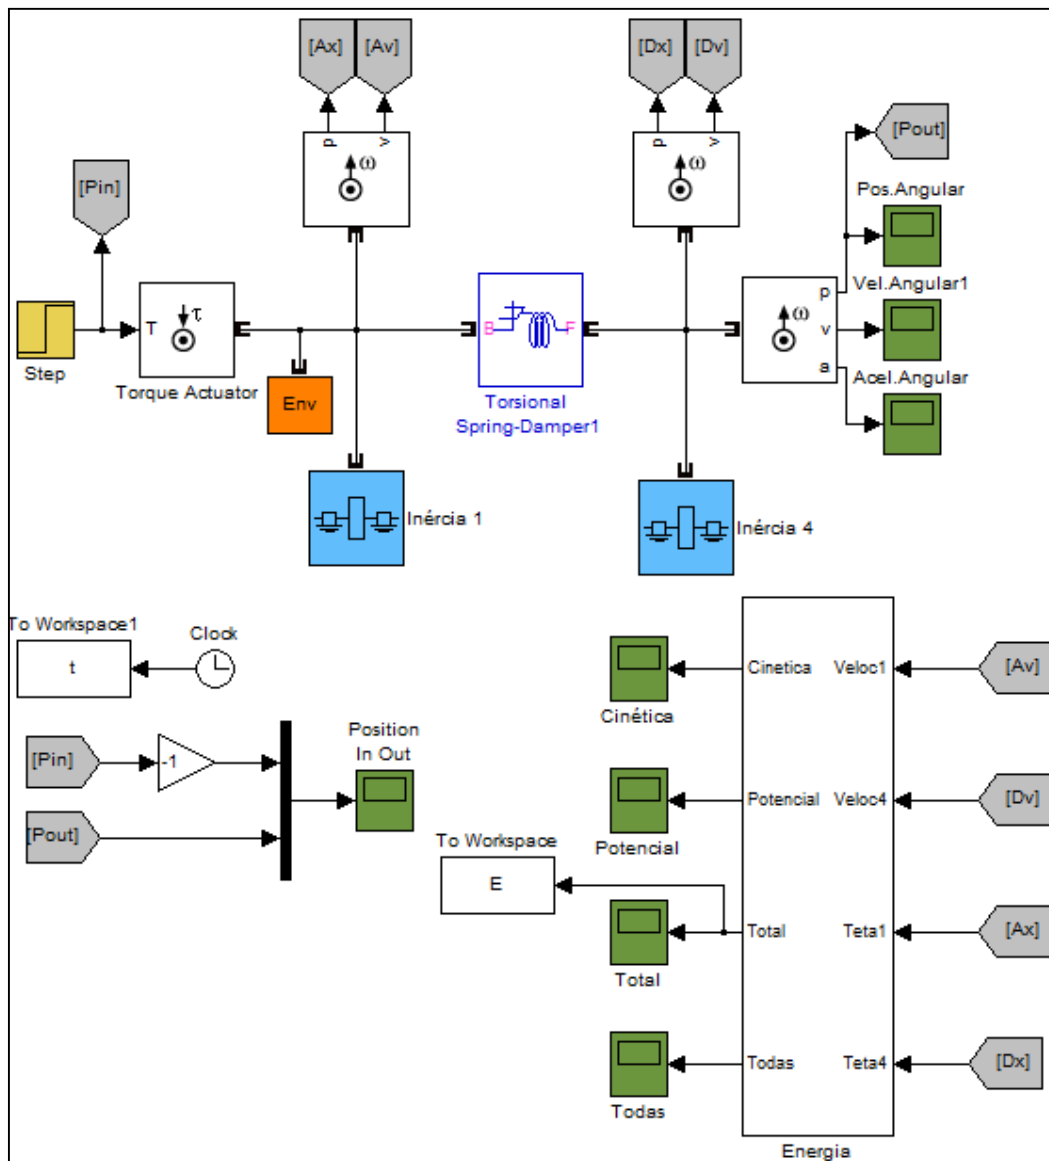 [Ax] [Av]
[Dx] [Dv]
p v
ω
p v
ω
[Pout]
[Pin]
Pos.Angular
Step
T τ
Torque Actuator
Env
B F
Torsional
Spring-Damper1
ω
p
v
a
Vel.Angular1
Acel.Angular
Inércia 1
Inércia 4
To Workspace1
t
Clock
[Pin]
-1
[Pout]
Position
In Out
To Workspace
E
Cinética
Potencial
Total
Todas
Cinetica Veloc1
Potencial Veloc4
Total Teta1
Todas Teta4
Energia
[Av]
[Dv]
[Ax]
[Dx]